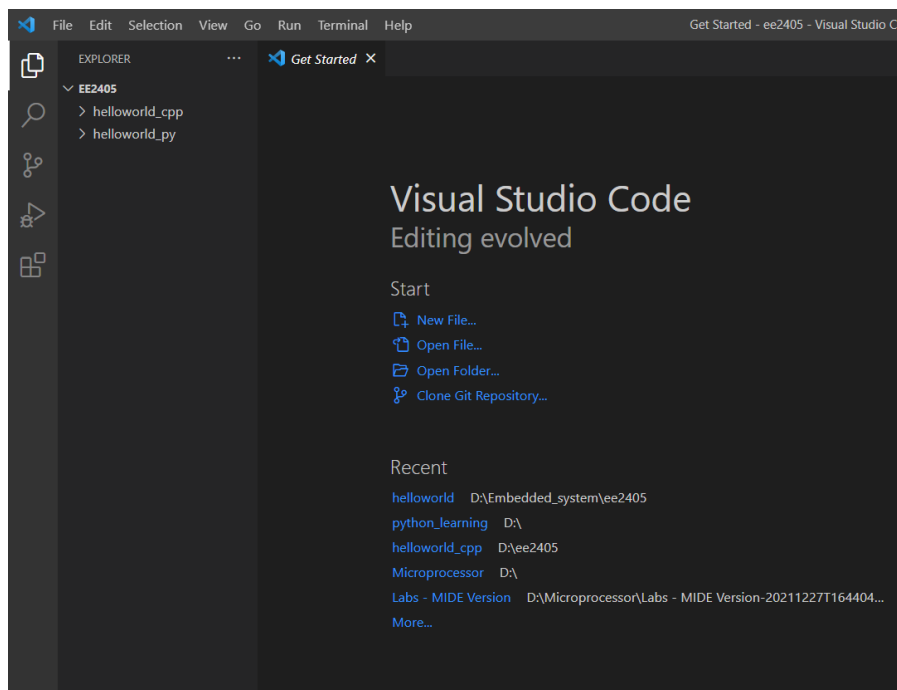 File Edit Selection View Go Run Terminal Help Get Started - ee2405 - Visual Studio C
EXPLORER ···
Get Started
EE2405
helloworld_cpp
helloworld_py
Visual Studio Code
Editing evolved
Start
New File...
Open File...
Open Folder...
Clone Git Repository...
Recent
helloworld D:\Embedded_system\ee2405
python_learning D:\
helloworld_cpp D:\ee2405
Microprocessor D:\
Labs - MIDE Version D:\Microprocessor\Labs - MIDE Version-20211227T164404...
More...